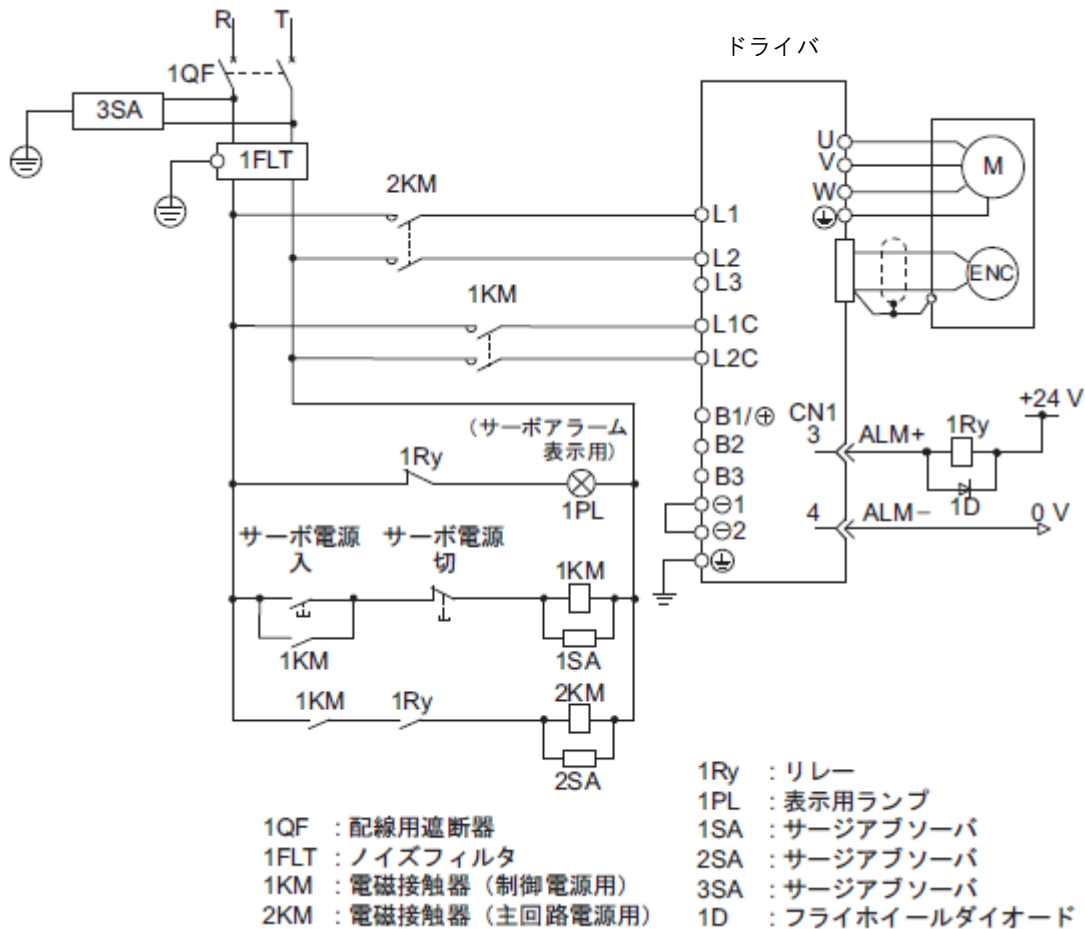 R T
ドライバ
1QF
3SA
1FLT
U
V
W
M
2KM
L1
L2
L3
ENC
1KM
L1C
L2C
B1/⊕
CN1
+24 V
(サーボアラーム
表示用)
3
ALM+
1Ry
1Ry
B2
B3
1PL
1D
⊖1
4
ALM−
0 V
⊖2
サーボ電源
入
サーボ電源
切
1KM
1KM
1SA
1KM
1Ry
2KM
2SA
1QF : 配線用遮断器
1FLT : ノイズフィルタ
1KM : 電磁接触器（制御電源用）
2KM : 電磁接触器（主回路電源用）
1Ry : リレー
1PL : 表示用ランプ
1SA : サージアブソーバ
2SA : サージアブソーバ
3SA : サージアブソーバ
1D : フライホイールダイオード